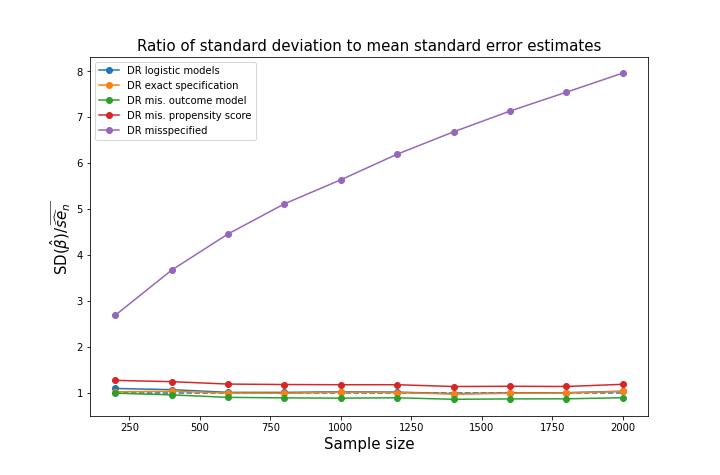 Ratio of standard deviation to mean standard error estimates
DR logistic models
DR exact specification
DR mis. outcome model
DR mis. propensity score
DR misspecified
8
7
6
5
4
3
2
1
SD(β̂)/s͡eₙ
250
500
750
1000
1250
1500
1750
2000
Sample size